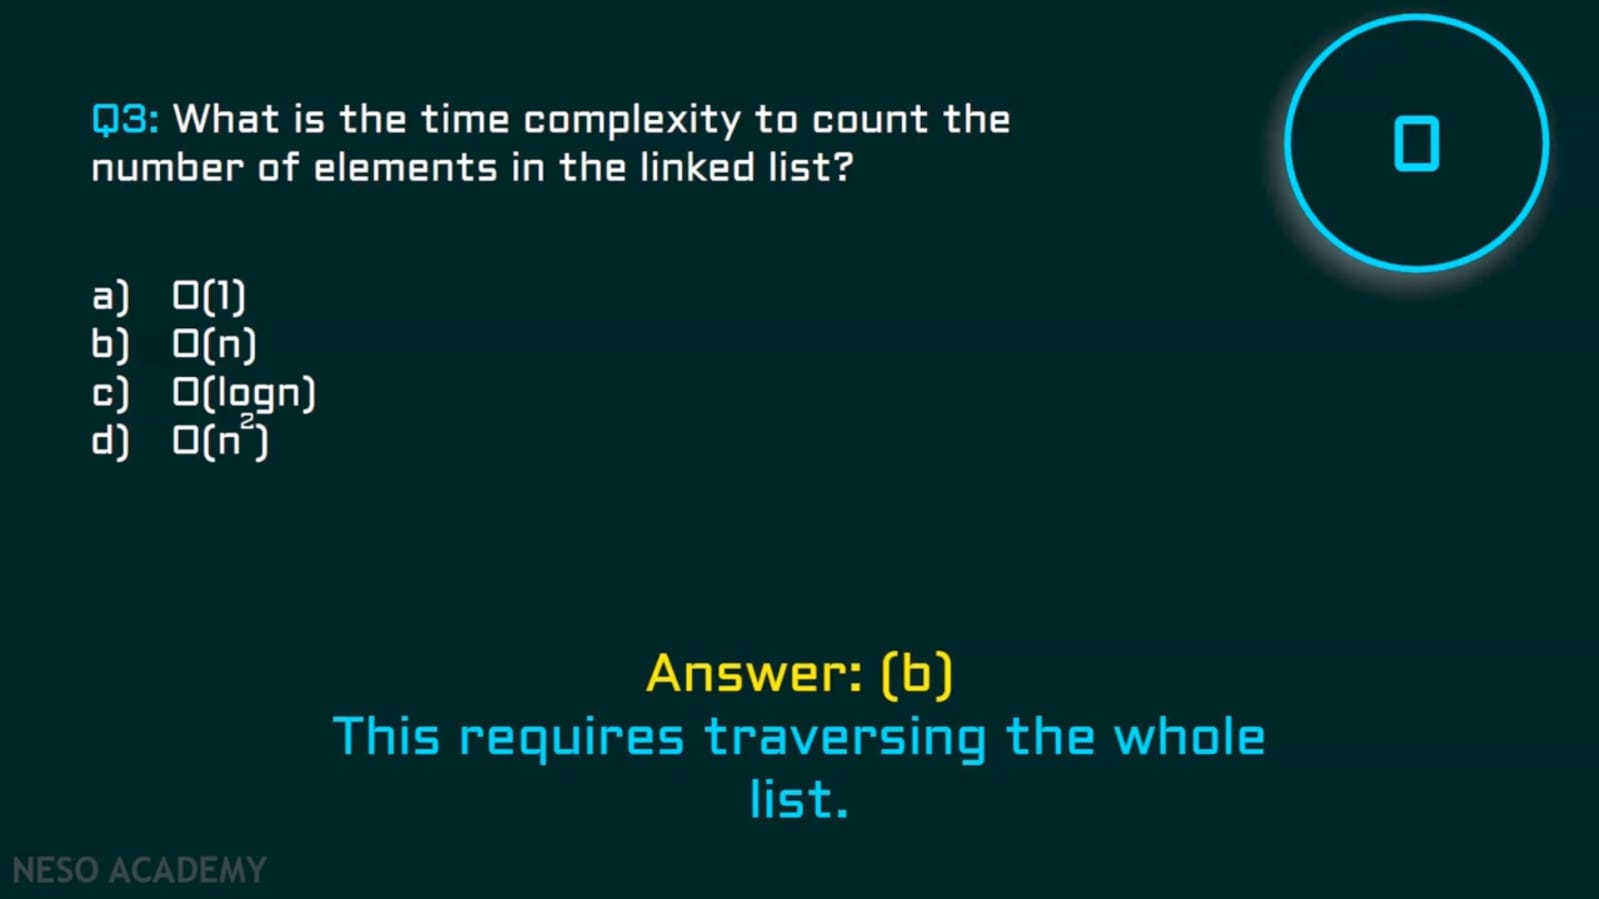 Q3: What is the time complexity to count the
number of elements in the linked list?
0
a) O(1)
b) O(n)
c) O(logn)
d) O(n²)
Answer: (b)
This requires traversing the whole
list.
NESO ACADEMY